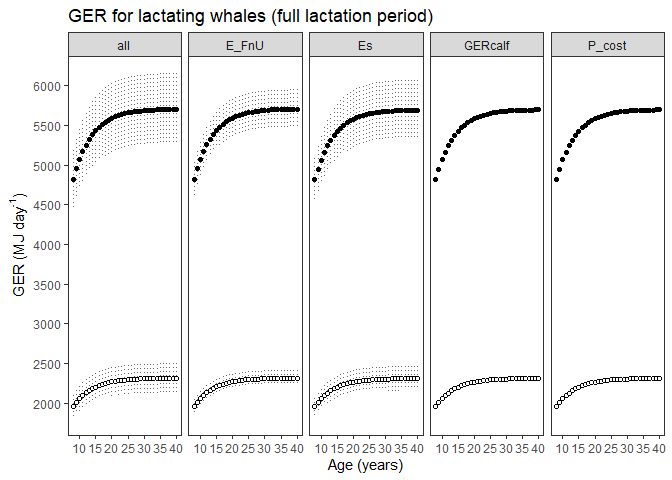 GER for lactating whales (full lactation period)
all E_FnU Es GERcalf P_cost
6000
5500
5000
4500
4000
3500
3000
2500
2000
GER (MJ day⁻¹)
10 15 20 25 30 35 40 10 15 20 25 30 35 40 10 15 20 25 30 35 40 10 15 20 25 30 35 40 10 15 20 25 30 35 40
Age (years)